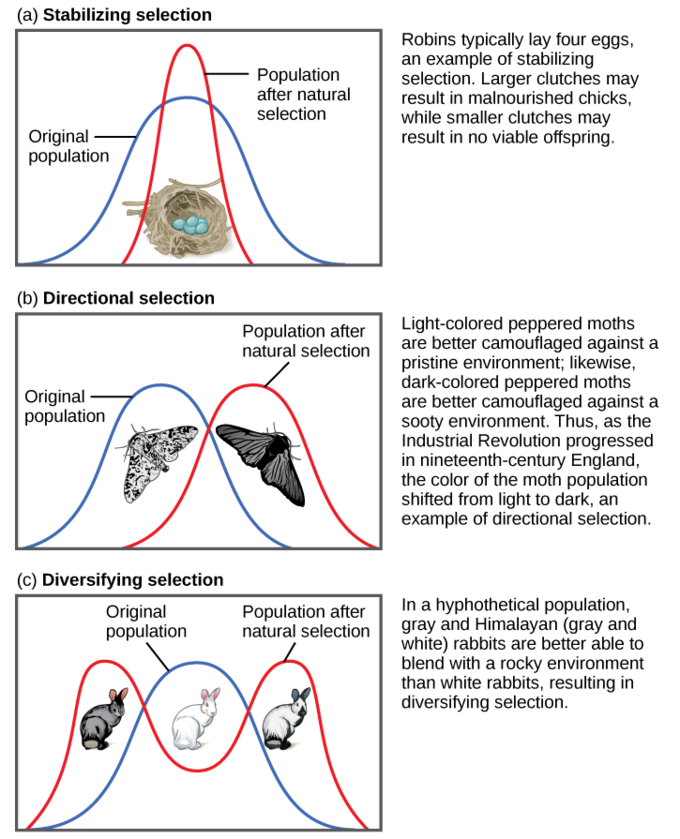 (a) Stabilizing selection
Population
after natural
selection
Original
population
Robins typically lay four eggs,
an example of stabilizing
selection. Larger clutches may
result in malnourished chicks,
while smaller clutches may
result in no viable offspring.
(b) Directional selection
Population after
natural selection
Original
population
Light-colored peppered moths
are better camouflaged against a
pristine environment; likewise,
dark-colored peppered moths
are better camouflaged against a
sooty environment. Thus, as the
Industrial Revolution progressed
in nineteenth-century England,
the color of the moth population
shifted from light to dark, an
example of directional selection.
(c) Diversifying selection
Original
population
Population after
natural selection
In a hyphothetical population,
gray and Himalayan (gray and
white) rabbits are better able to
blend with a rocky environment
than white rabbits, resulting in
diversifying selection.